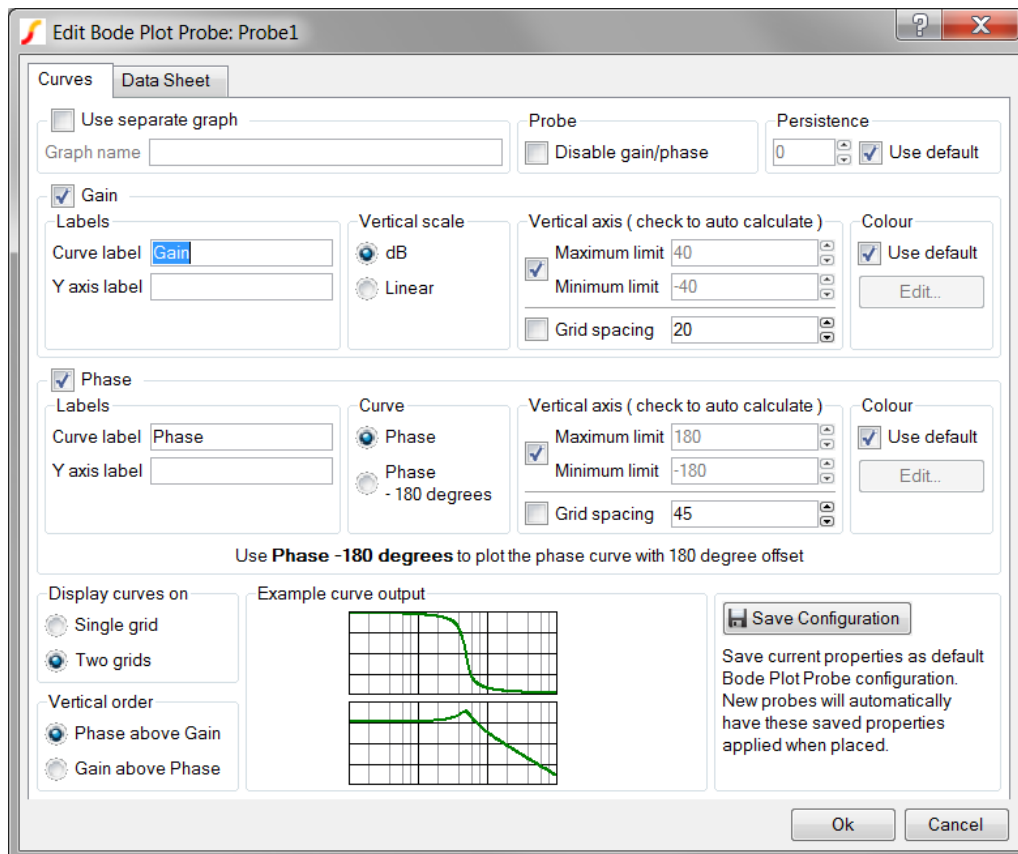 Edit Bode Plot Probe: Probe1
Curves
Data Sheet
Use separate graph
Graph name
Probe
Disable gain/phase
Persistence
0
Use default
Gain
Labels
Curve label Gain
Y axis label
Vertical scale
dB
Linear
Vertical axis ( check to auto calculate )
Maximum limit 40
Minimum limit -40
Grid spacing 20
Colour
Use default
Edit...
Phase
Labels
Curve label Phase
Y axis label
Curve
Phase
Phase
- 180 degrees
Vertical axis ( check to auto calculate )
Maximum limit 180
Minimum limit -180
Grid spacing 45
Colour
Use default
Edit...
Use Phase -180 degrees to plot the phase curve with 180 degree offset
Display curves on
Single grid
Two grids
Vertical order
Phase above Gain
Gain above Phase
Example curve output
Save Configuration
Save current properties as default
Bode Plot Probe configuration.
New probes will automatically
have these saved properties
applied when placed.
Ok
Cancel